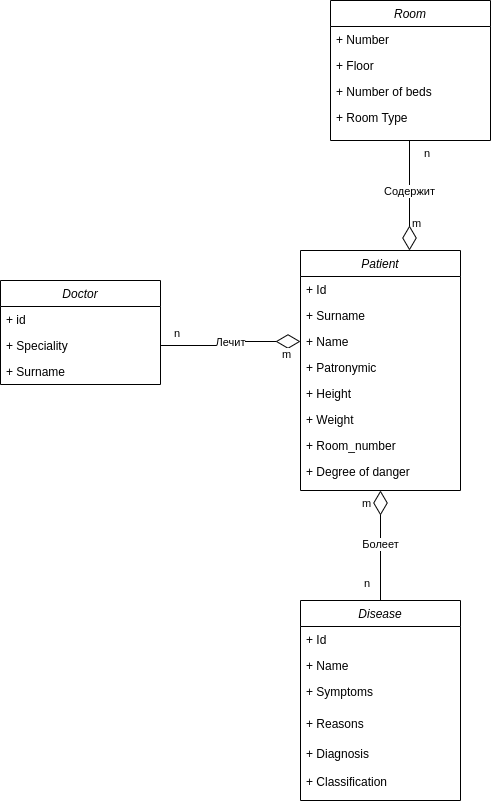 Room
+ Number
+ Floor
+ Number of beds
+ Room Type
n
Содержит
m
Patient
+ Id
+ Surname
+ Name
+ Patronymic
+ Height
+ Weight
+ Room_number
+ Degree of danger
Doctor
+ id
+ Speciality
+ Surname
n
Лечит
m
m
Болеет
n
Disease
+ Id
+ Name
+ Symptoms
+ Reasons
+ Diagnosis
+ Classification